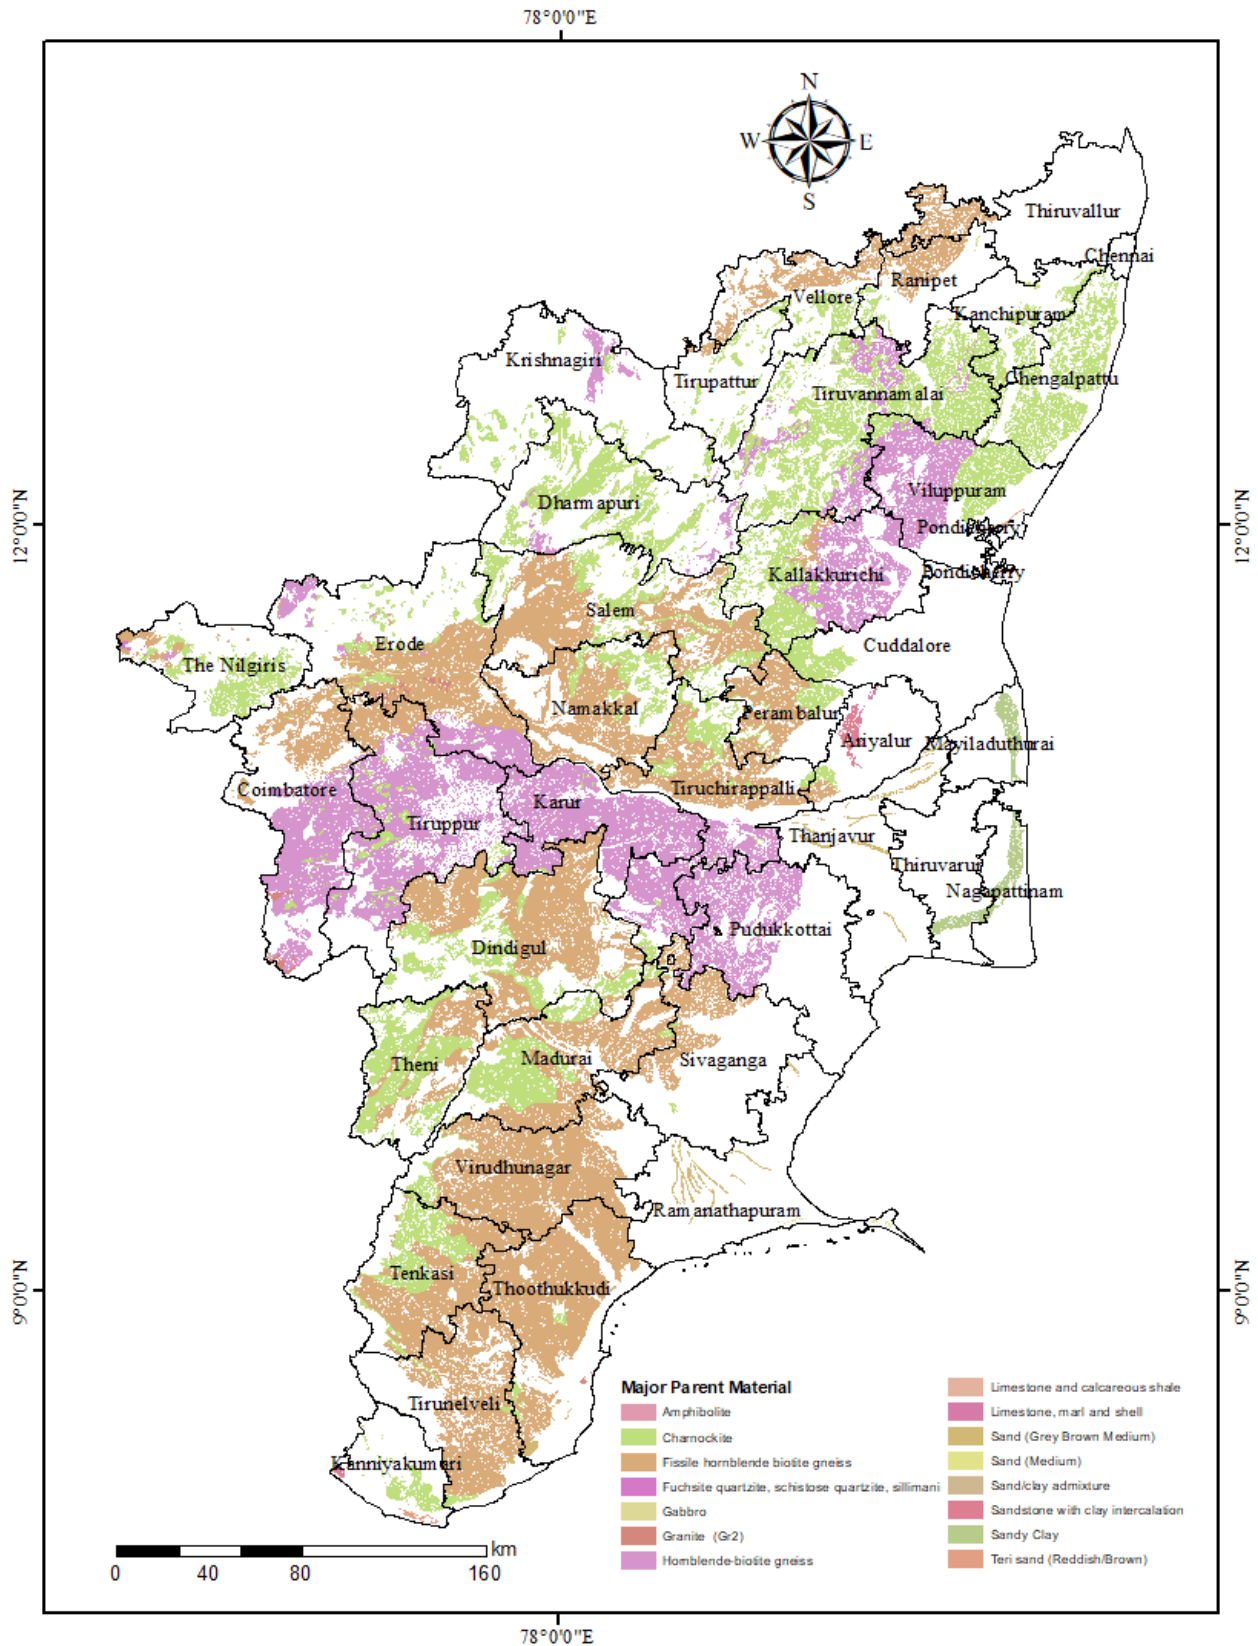 78°0'0"E
N
W E
S
Thiruvallur
Chennai
Ranipet
Vellore
Kanchipuram
Krishnagiri
Tirupattur
Chengalpattu
Tiruvannamalai
Viluppuram
Dharmapuri
12°0'0"N
12°0'0"N
Pondicherry
Pondicherry
Kallakkurichi
Salem
Erode
Cuddalore
The Nilgiris
Namakkal
Perambalur
Ariyalur
Mayiladuthurai
Coimbatore
Tiruchirappalli
Karur
Tiruppur
Thanjavur
Thiruvarur
Nagapattinam
Pudukkottai
Dindigul
Theni
Madurai
Sivaganga
Virudhunagar
Ramanathapuram
Tenkasi
Thoothukkudi
9°0'0"N
9°0'0"N
Tirunelveli
Kanniyakumari
Major Parent Material
Amphibolite
Charnockite
Fissile hornblende biotite gneiss
Fuchsite quartzite, schistose quartzite, sillimani
Gabbro
Granite (Gr2)
Hornblende-biotite gneiss
Limestone and calcareous shale
Limestone, marl and shell
Sand (Grey Brown Medium)
Sand (Medium)
Sand/clay admixture
Sandstone with clay intercalation
Sandy Clay
Teri sand (Reddish/Brown)
km
0 40 80 160
78°0'0"E